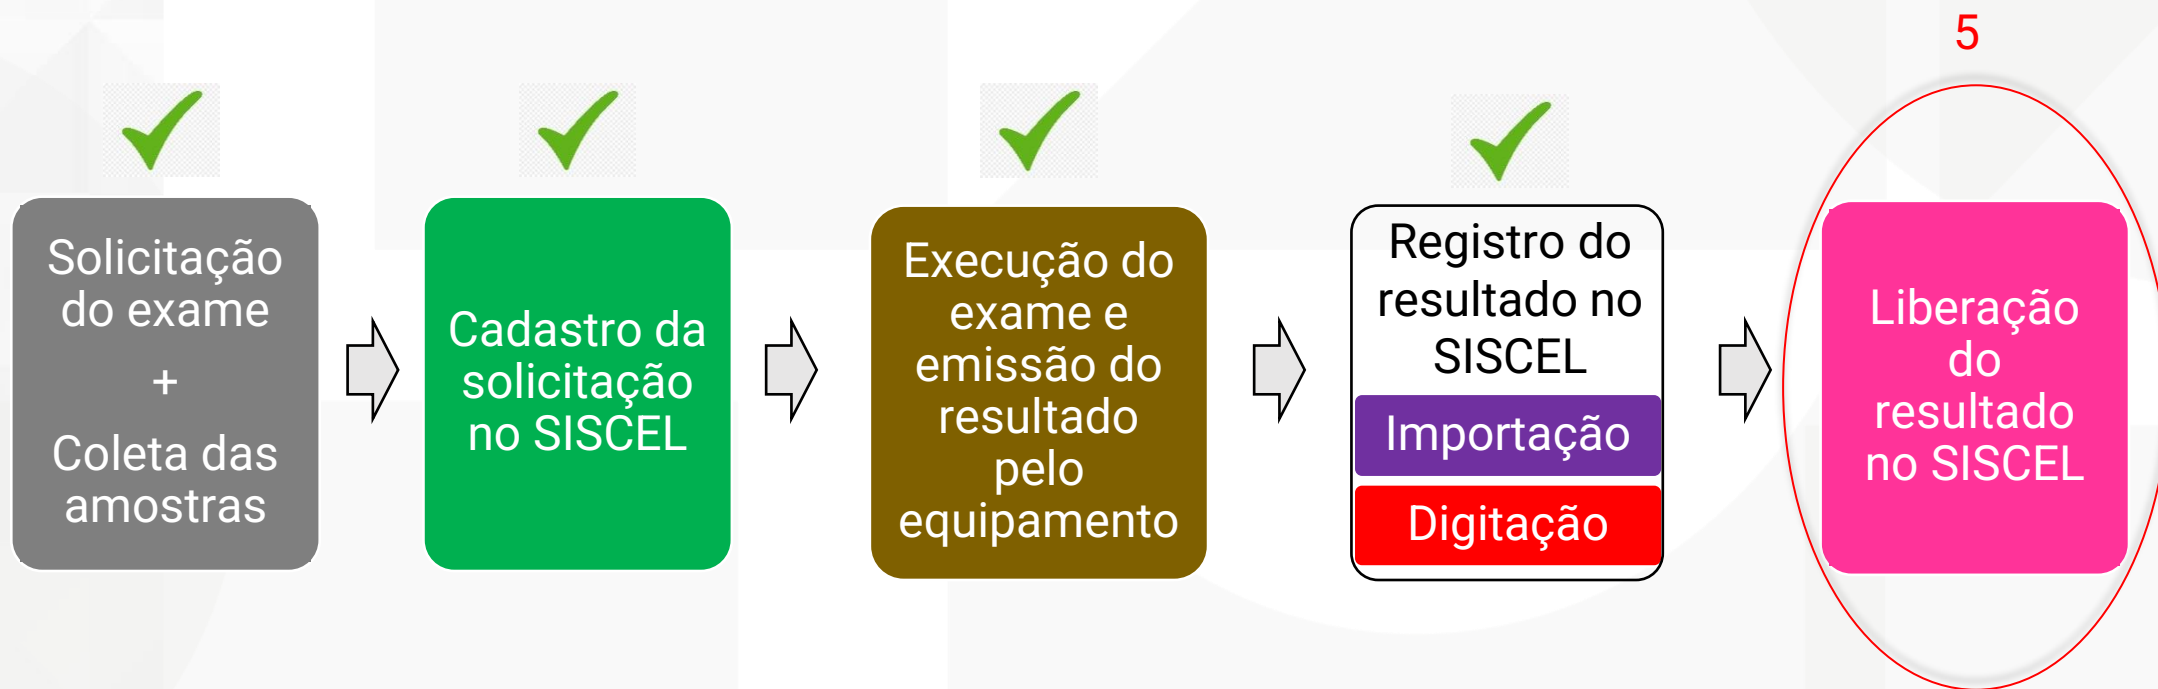 5
Solicitação
do exame
+
Coleta das
amostras
Cadastro da
solicitação
no SISCEL
Execução do
exame e
emissão do
resultado
pelo
equipamento
Registro do
resultado no
SISCEL
Importação
Digitação
Liberação
do
resultado
no SISCEL